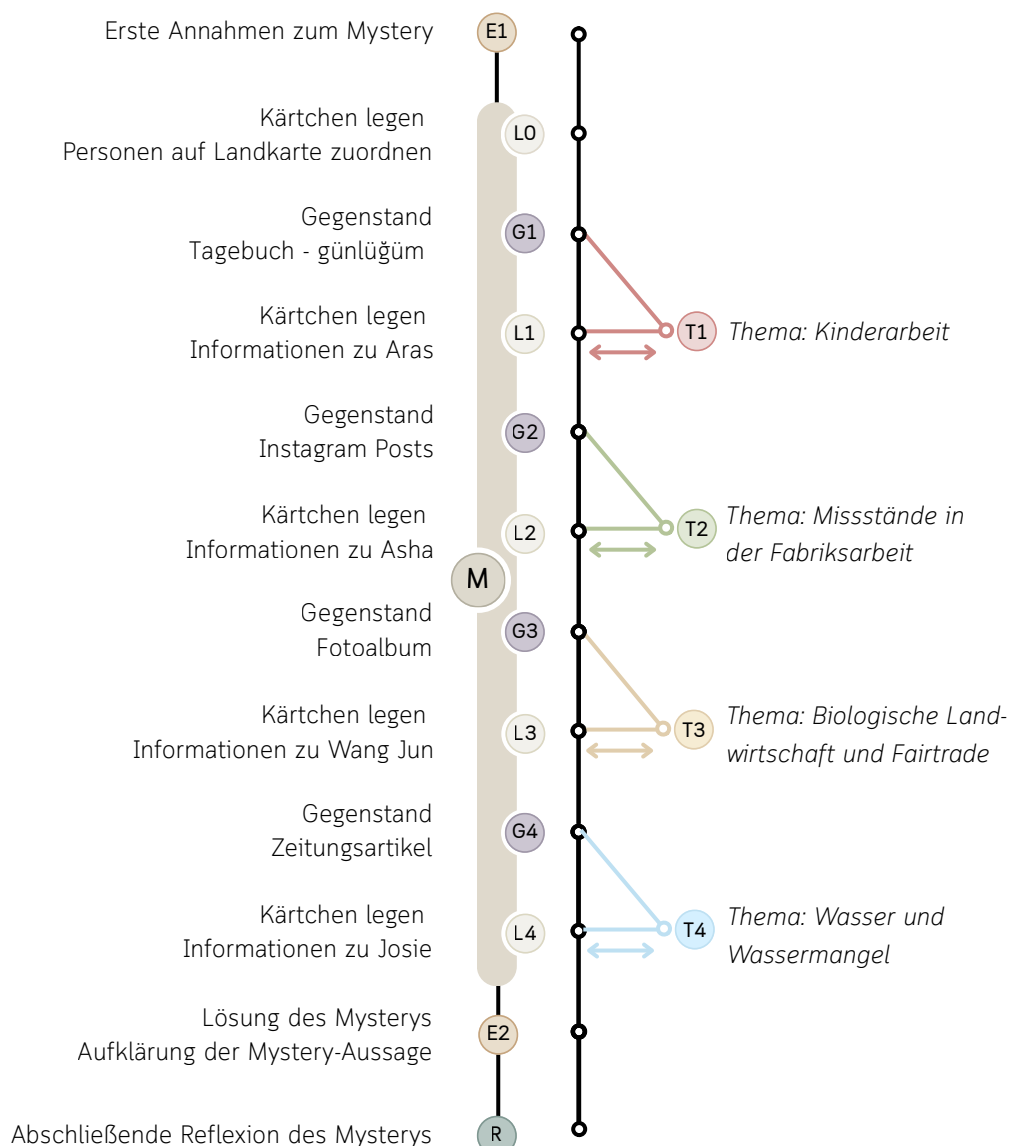 Erste Annahmen zum Mystery
E1
Kärtchen legen
Personen auf Landkarte zuordnen
L0
Gegenstand
Tagebuch - günlüğüm
G1
Kärtchen legen
Informationen zu Aras
L1
T1
Thema: Kinderarbeit
Gegenstand
Instagram Posts
G2
Kärtchen legen
Informationen zu Asha
L2
T2
Thema: Missstände in
der Fabriksarbeit
M
Gegenstand
Fotoalbum
G3
Kärtchen legen
Informationen zu Wang Jun
L3
T3
Thema: Biologische Land-
wirtschaft und Fairtrade
Gegenstand
Zeitungsartikel
G4
Kärtchen legen
Informationen zu Josie
L4
T4
Thema: Wasser und
Wassermangel
Lösung des Mysterys
Aufklärung der Mystery-Aussage
E2
Abschließende Reflexion des Mysterys
R